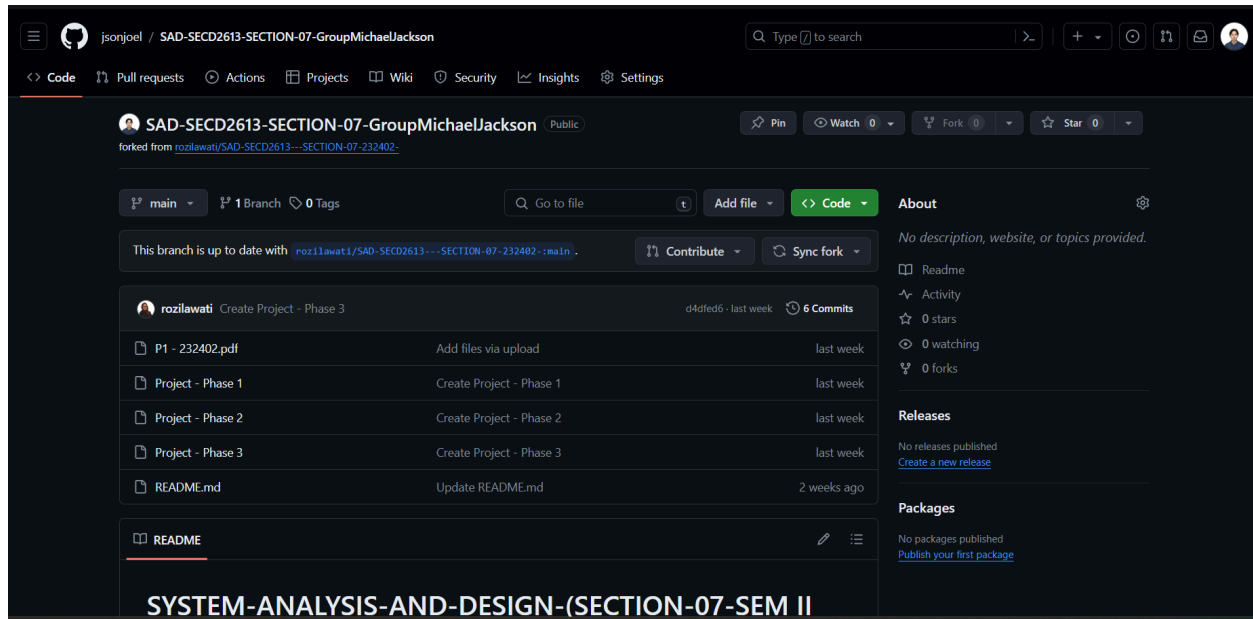 jsonjoel / SAD-SECD2613-SECTION-07-GroupMichaelJackson
Type / to search
Code Pull requests Actions Projects Wiki Security Insights Settings
SAD-SECD2613-SECTION-07-GroupMichaelJackson Public
Pin Watch 0 Fork 0 Star 0
forked from rozilawati/SAD-SECD2613---SECTION-07-232402-
main 1 Branch 0 Tags Go to file t Add file Code
About
No description, website, or topics provided.
This branch is up to date with rozilawati/SAD-SECD2613---SECTION-07-232402-:main .
Contribute Sync fork
Readme
Activity
0 stars
0 watching
0 forks
rozilawati Create Project - Phase 3 d4dfed6 · last week 6 Commits
P1 - 232402.pdf Add files via upload last week
Project - Phase 1 Create Project - Phase 1 last week
Project - Phase 2 Create Project - Phase 2 last week
Project - Phase 3 Create Project - Phase 3 last week
README.md Update README.md 2 weeks ago
Releases
No releases published
Create a new release
Packages
No packages published
Publish your first package
README
SYSTEM-ANALYSIS-AND-DESIGN-(SECTION-07-SEM II